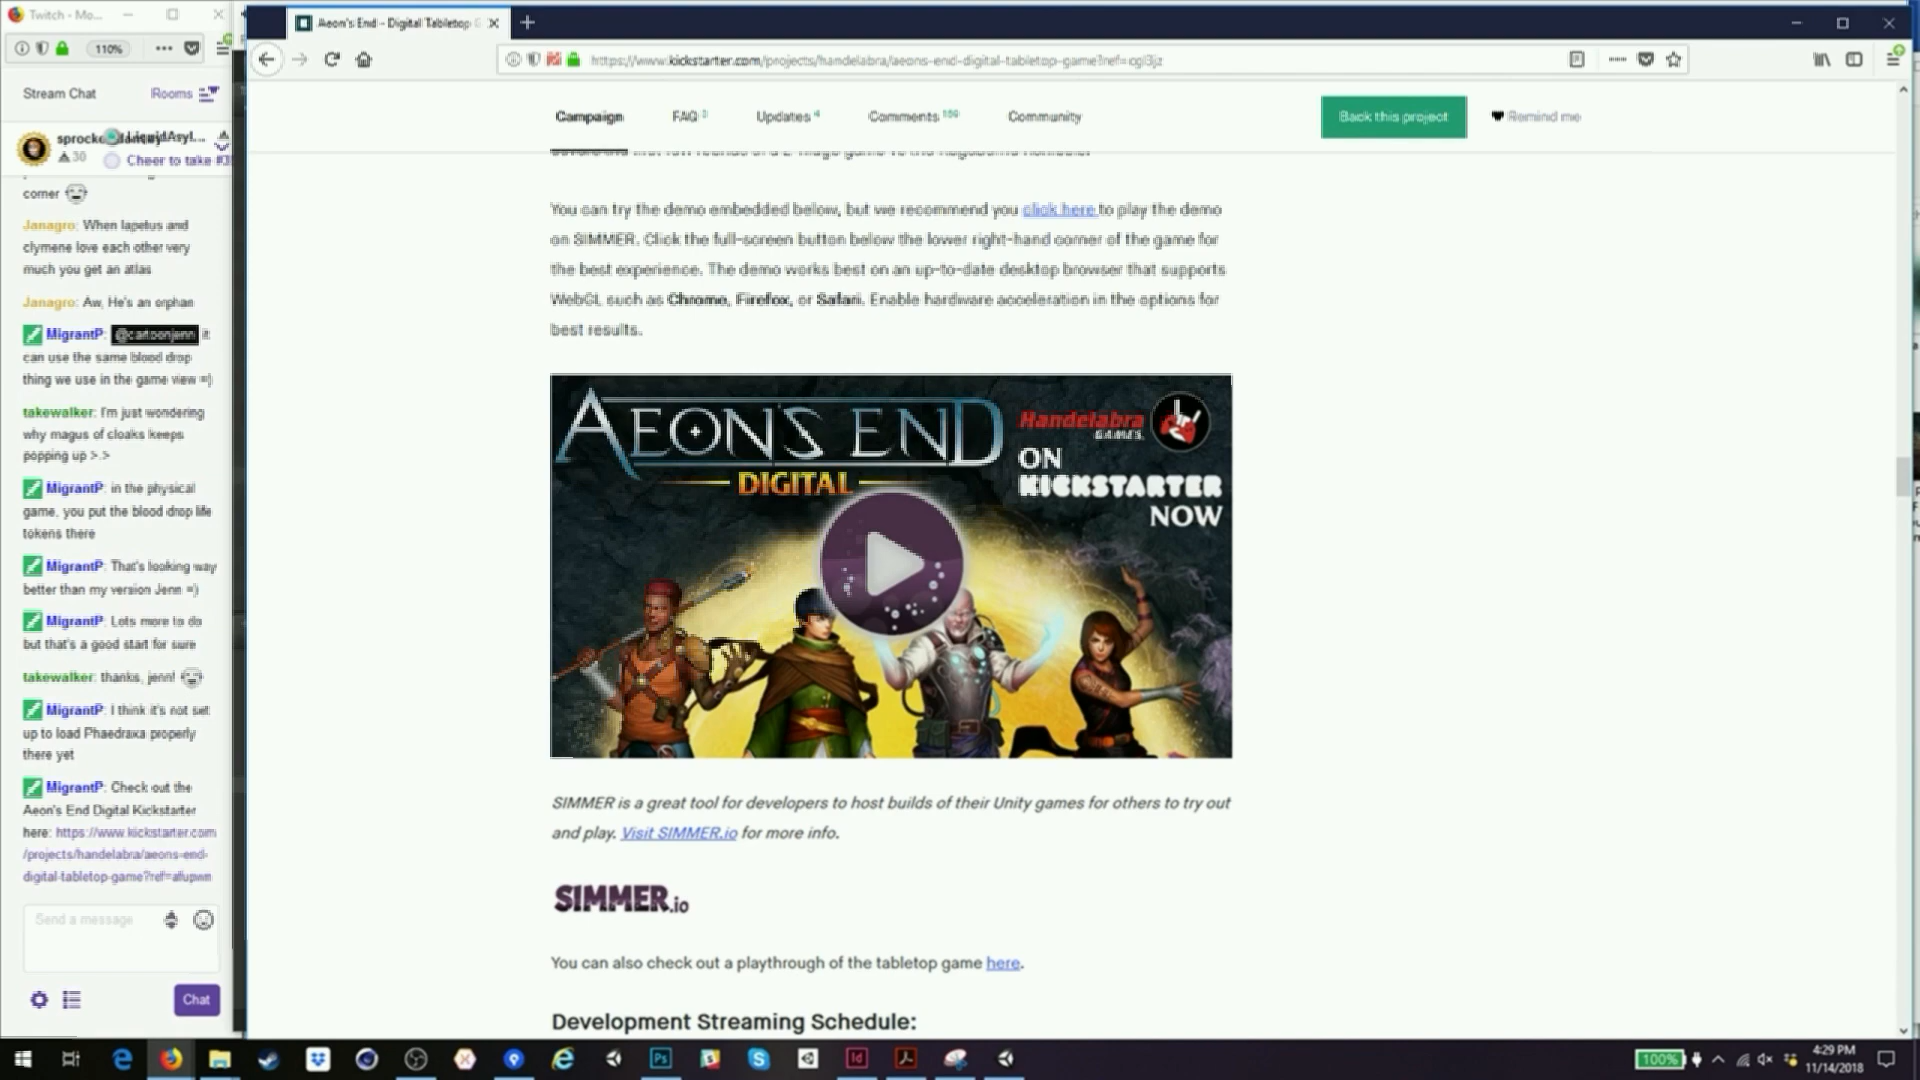 Twitch - Mo...
110%
Stream Chat
Rooms
30
Cheer to take #3
corner
Janagro: When Iapetus and
clymene love each other very
much you get an atlas
Janagro: Aw, He's an orphan
MigrantP: @cartoonjenn it
can use the same blood drop
thing we use in the game view =)
takewalker: I'm just wondering
why magus of cloaks keeps
popping up >.>
MigrantP: in the physical
game, you put the blood drop life
tokens there
MigrantP: That's looking way
better than my version Jenn =)
MigrantP: Lots more to do
but that's a good start for sure
takewalker: thanks, jenn!
MigrantP: I think it's not set
up to load Phaedraxa properly
there yet
MigrantP: Check out the
Aeon's End Digital Kickstarter
here: https://www.kickstarter.com
/projects/handelabra/aeons-end-
digital-tabletop-game?ref=
Send a message
Chat
Aeon's End - Digital Tabletop G
https://www.kickstarter.com/projects/handelabra/aeons-end-digital-tabletop-game?ref=
Campaign
FAQ
Updates 4
Comments 159
Community
Back this project
Remind me
You can try the demo embedded below, but we recommend you click here to play the demo
on SIMMER. Click the full-screen button below the lower right-hand corner of the game for
the best experience. The demo works best on an up-to-date desktop browser that supports
WebGL such as Chrome, Firefox, or Safari. Enable hardware acceleration in the options for
best results.
AEON'S END
DIGITAL
Handelabra
GAMES
ON
KICKSTARTER
NOW
SIMMER is a great tool for developers to host builds of their Unity games for others to try out
and play. Visit SIMMER.io for more info.
SIMMER.io
You can also check out a playthrough of the tabletop game here.
Development Streaming Schedule:
100%
4:29 PM
11/14/2018